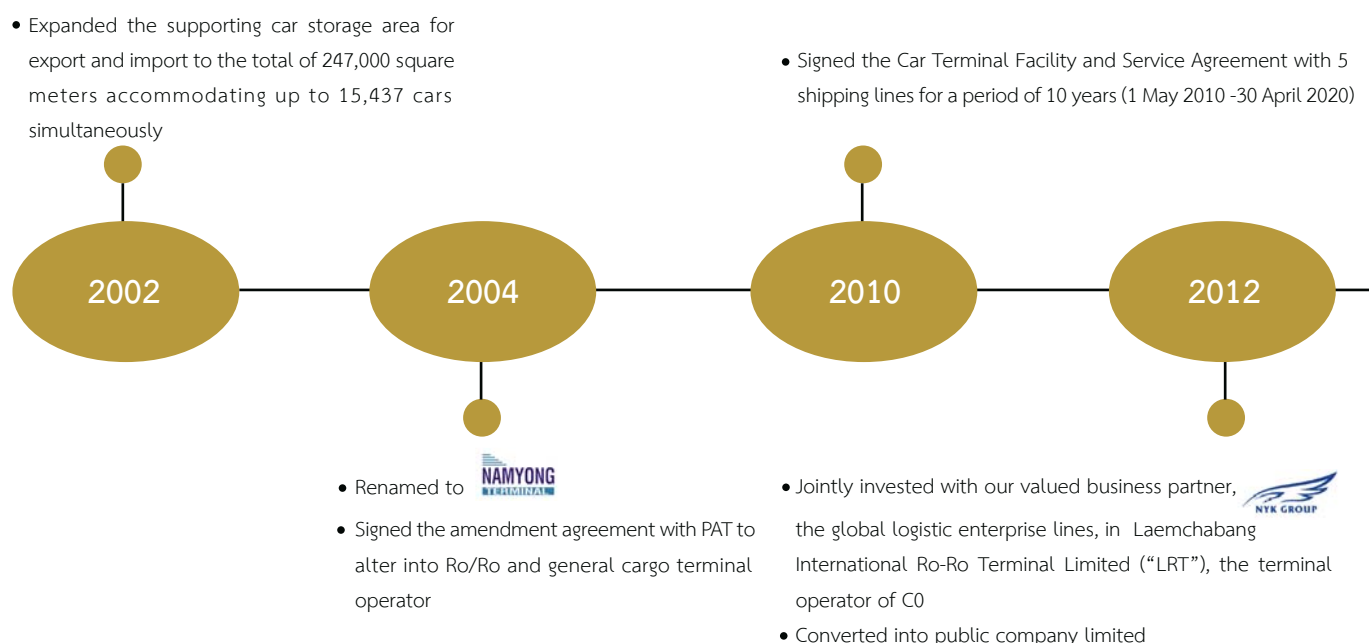 • Expanded the supporting car storage area for
export and import to the total of 247,000 square
meters accommodating up to 15,437 cars
simultaneously
• Signed the Car Terminal Facility and Service Agreement with 5
shipping lines for a period of 10 years (1 May 2010 -30 April 2020)
2002
2004
2010
2012
• Renamed to NAMYONG TERMINAL
• Signed the amendment agreement with PAT to
alter into Ro/Ro and general cargo terminal
operator
• Jointly invested with our valued business partner, NYK GROUP
the global logistic enterprise lines, in Laemchabang
International Ro-Ro Terminal Limited (“LRT”), the terminal
operator of C0
• Converted into public company limited